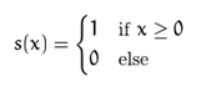 s(x) = { 1 if x ≥ 0
0 else